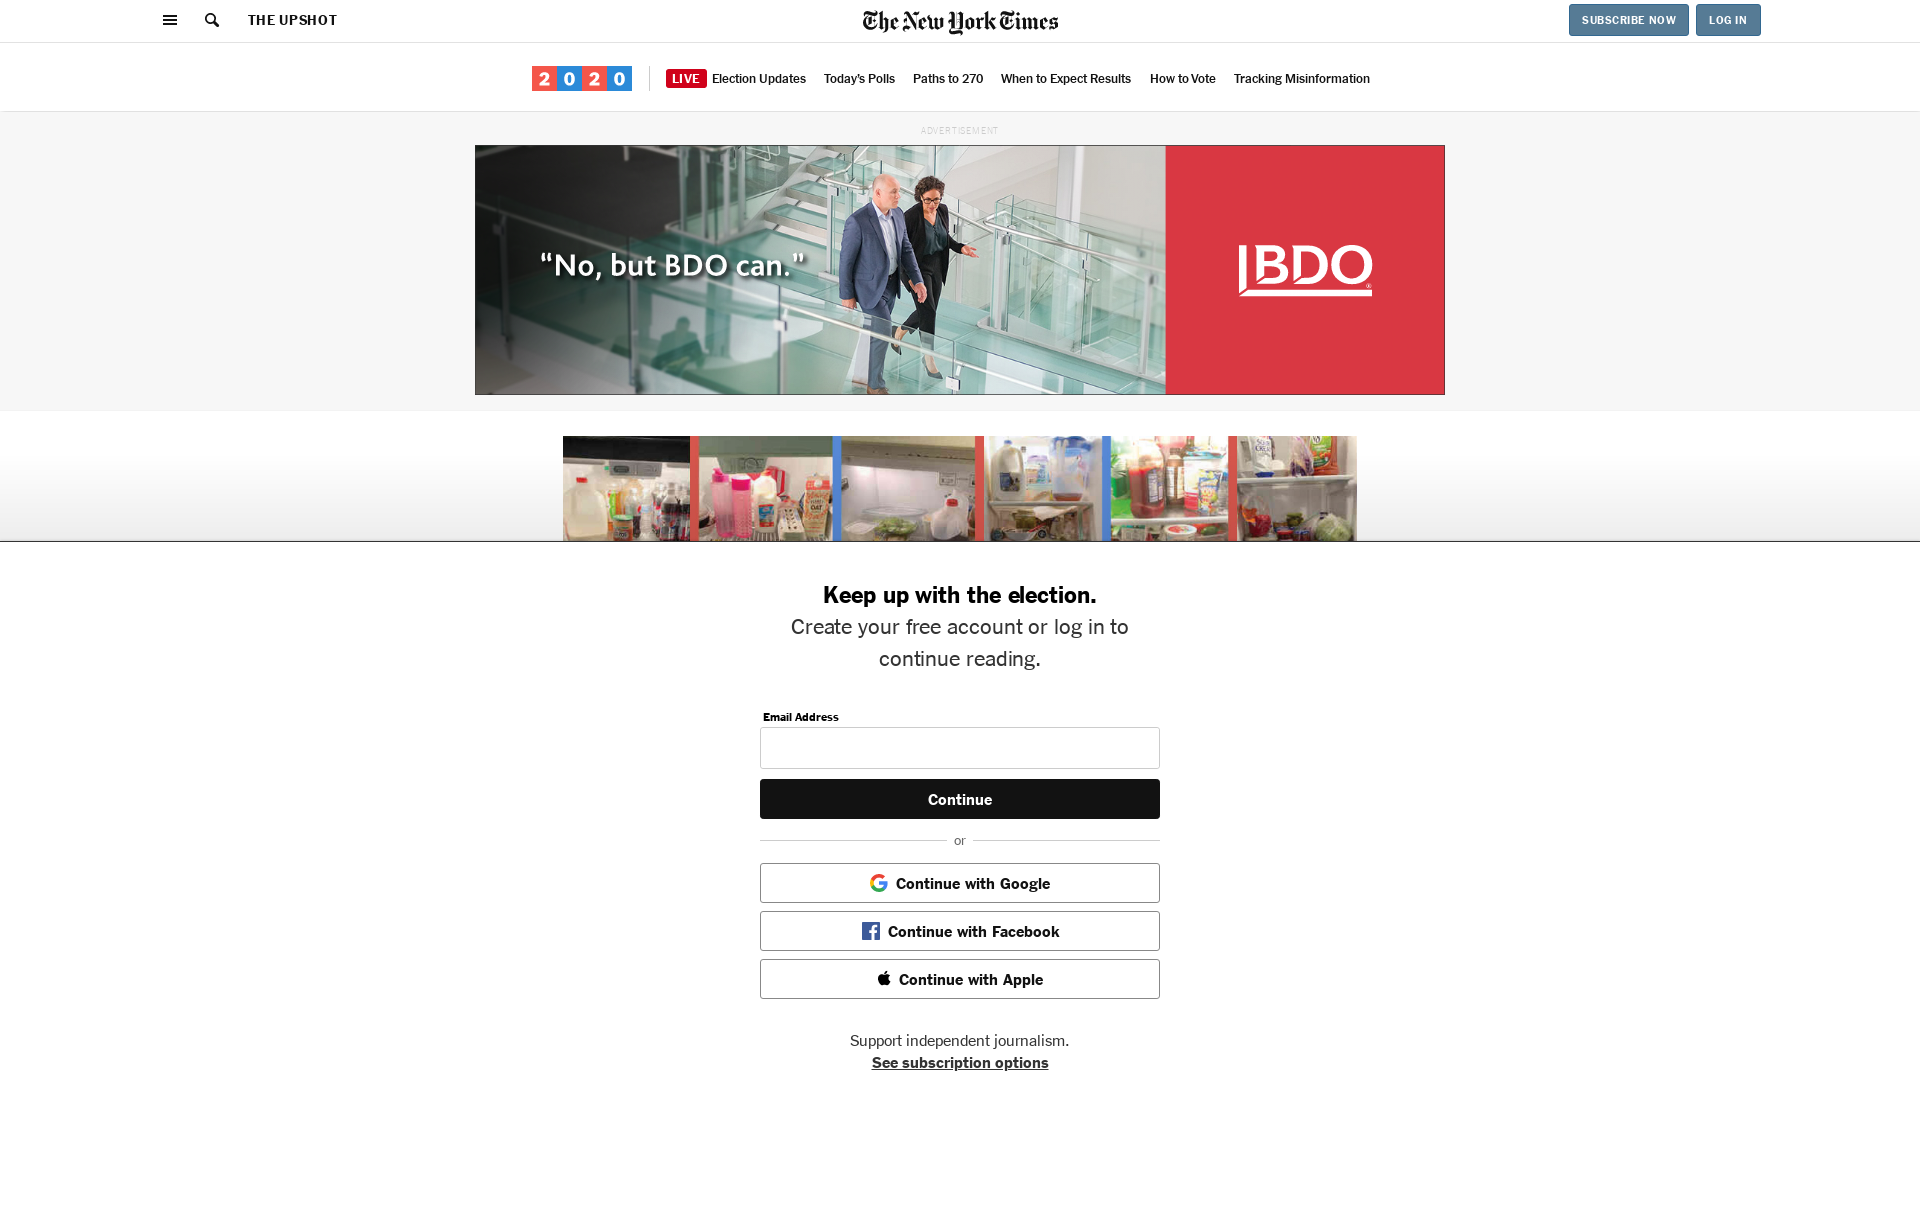 THE UPSHOT
The New York Times
SUBSCRIBE NOW
LOG IN
2020
LIVE Election Updates
Today's Polls
Paths to 270
When to Expect Results
How to Vote
Tracking Misinformation
ADVERTISEMENT
“No, but BDO can.”
BDO
Keep up with the election.
Create your free account or log in to
continue reading.
Email Address
Continue
or
Continue with Google
Continue with Facebook
Continue with Apple
Support independent journalism.
See subscription options